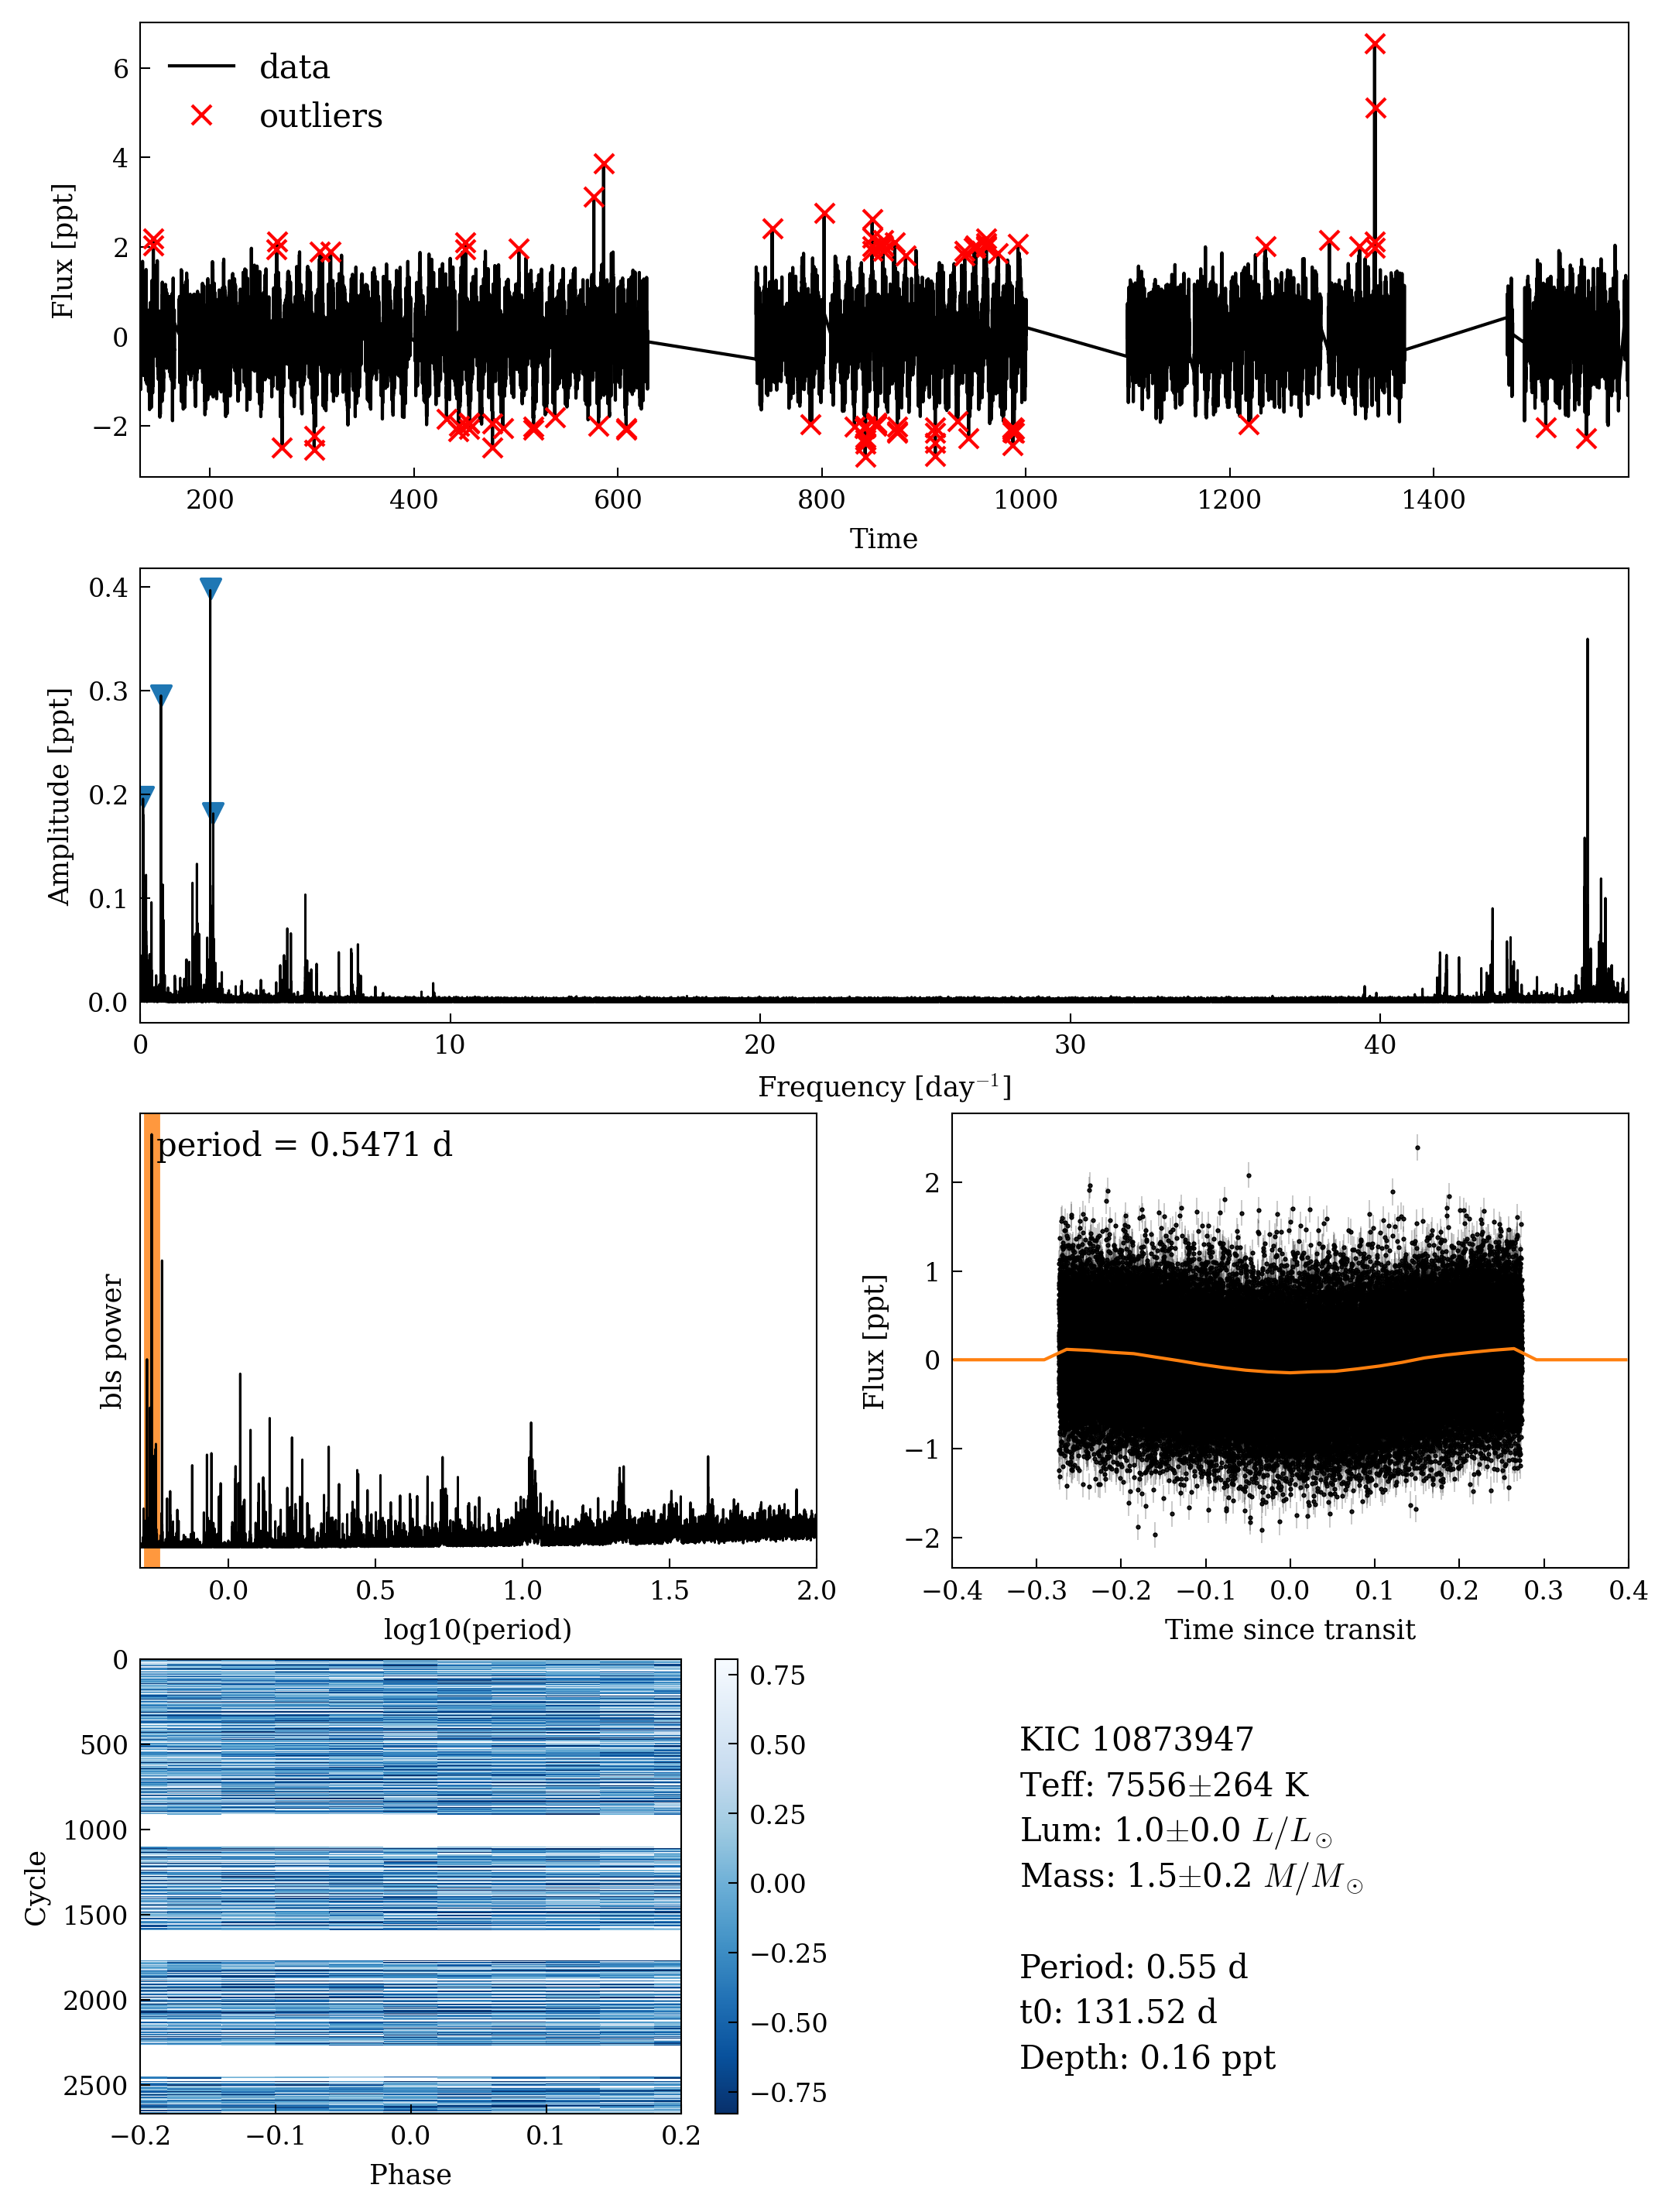 data
outliers
6
4
2
0
−2
Flux [ppt]
200 400 600 800 1000 1200 1400
Time
0.4
0.3
0.2
0.1
0.0
Amplitude [ppt]
0 10 20 30 40
Frequency [day⁻¹]
period = 0.5471 d
bls power
0.0 0.5 1.0 1.5 2.0
log10(period)
2
1
0
−1
−2
Flux [ppt]
−0.4 −0.3 −0.2 −0.1 0.0 0.1 0.2 0.3 0.4
Time since transit
0
500
1000
1500
2000
2500
Cycle
−0.2 −0.1 0.0 0.1 0.2
Phase
0.75
0.50
0.25
0.00
−0.25
−0.50
−0.75
KIC 10873947
Teff: 7556±264 K
Lum: 1.0±0.0 L/L☉
Mass: 1.5±0.2 M/M☉
Period: 0.55 d
t0: 131.52 d
Depth: 0.16 ppt